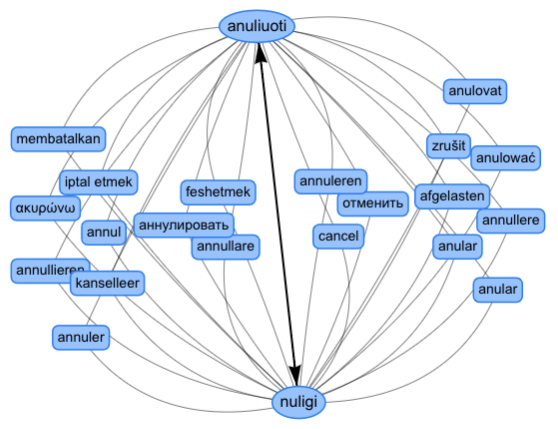 anuliuoti
anulovat
membatalkan
zrušit
anulować
iptal etmek
annuleren
feshetmek
afgelasten
отменить
ακυρώνω
annullere
аннулировать
annul
cancel
annullare
anular
annullieren
kanselleer
anular
annuler
nuligi